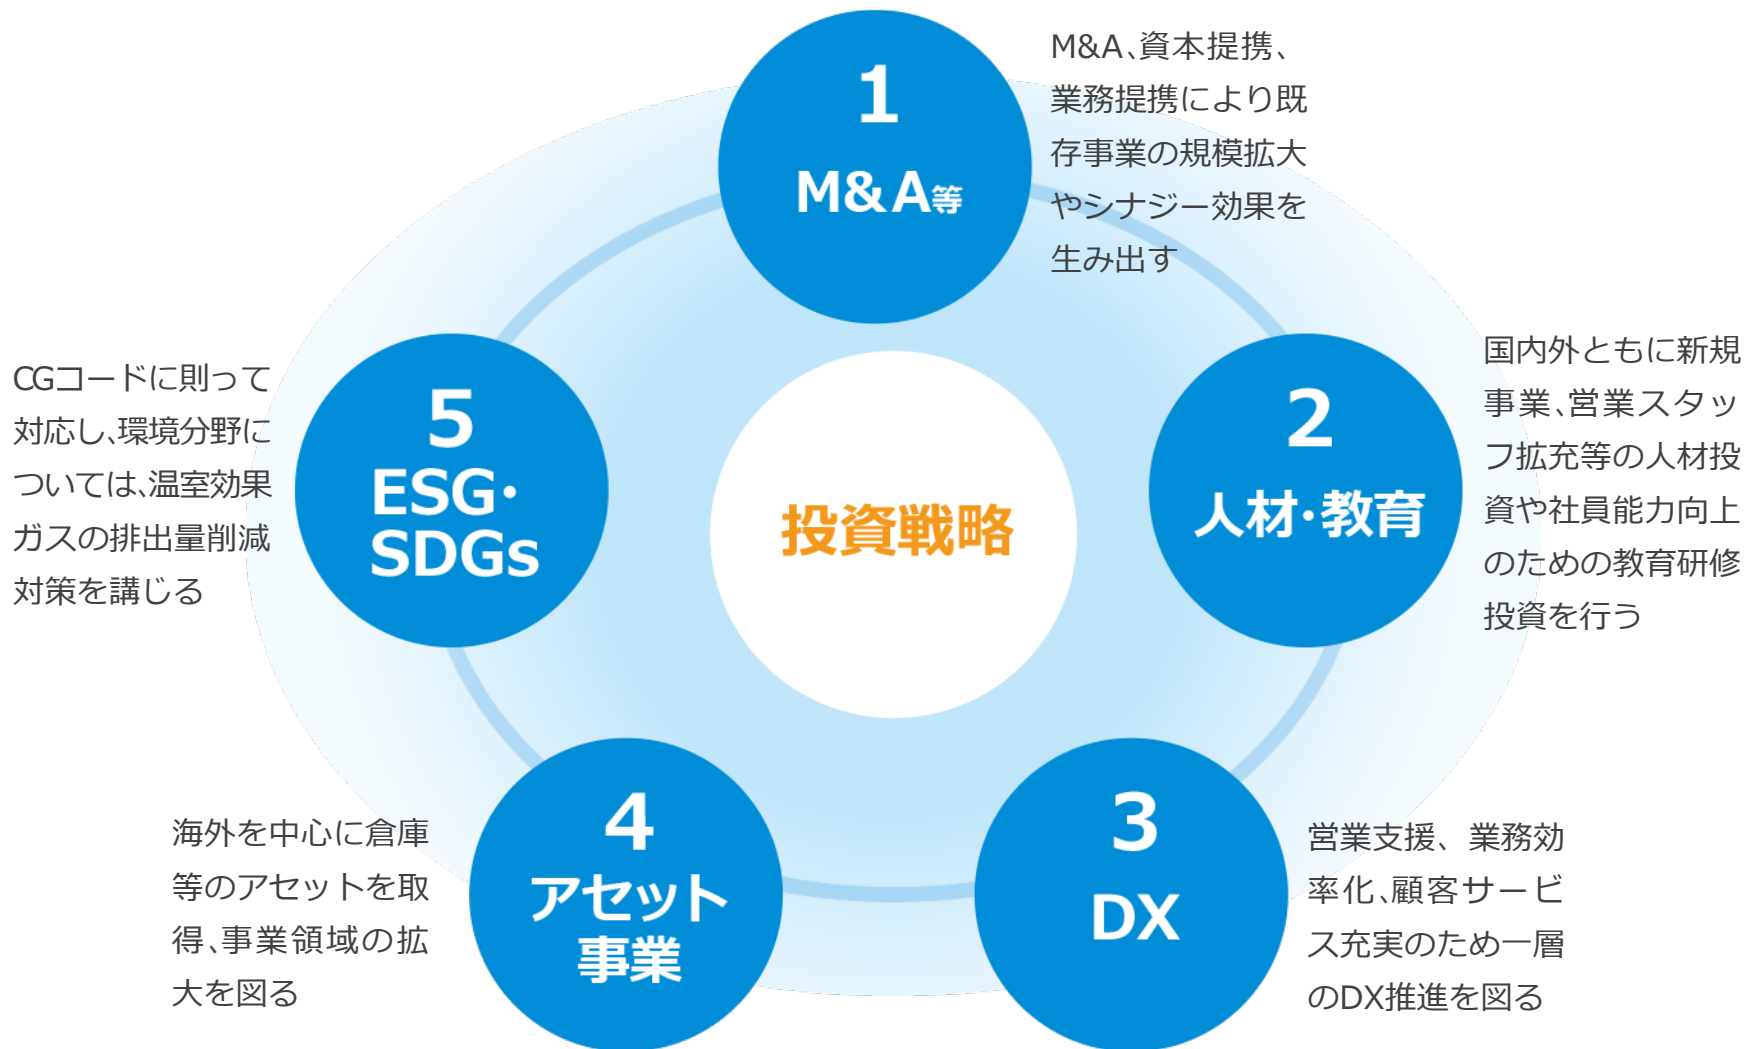 1
M&A等
M&A、資本提携、
業務提携により既
存事業の規模拡大
やシナジー効果を
生み出す
2
人材・教育
国内外ともに新規
事業、営業スタッ
フ拡充等の人材投
資や社員能力向上
のための教育研修
投資を行う
投資戦略
3
DX
営業支援、業務効
率化、顧客サービ
ス充実のため一層
のDX推進を図る
4
アセット
事業
海外を中心に倉庫
等のアセットを取
得、事業領域の拡
大を図る
5
ESG・
SDGs
CGコードに則って
対応し、環境分野に
ついては、温室効果
ガスの排出量削減
対策を講じる